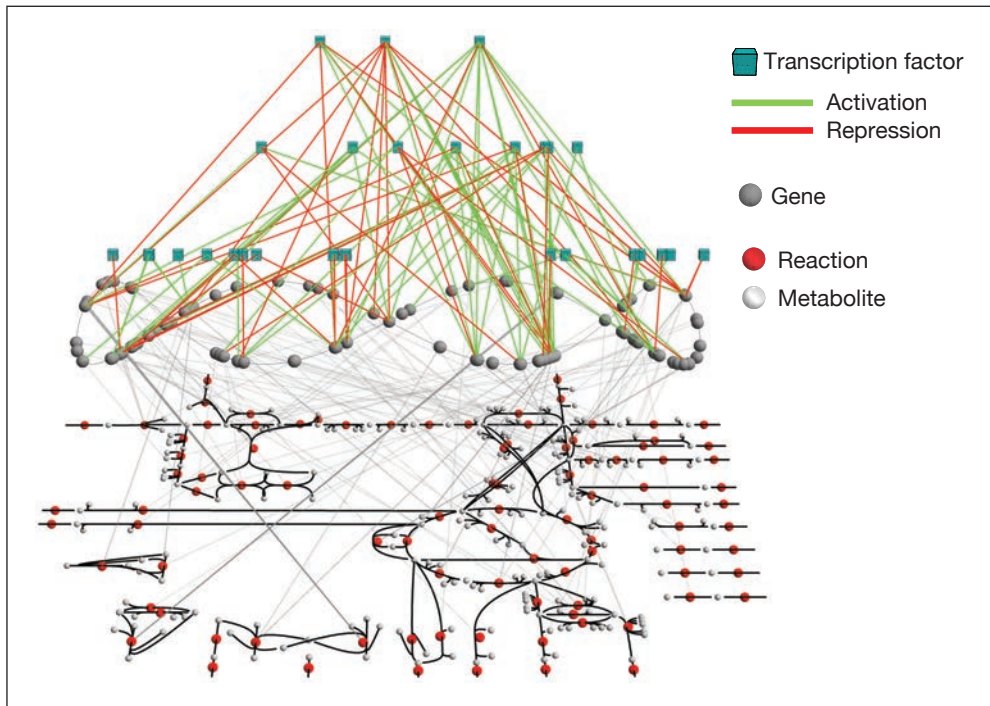 Transcription factor
Activation
Repression
Gene
Reaction
Metabolite